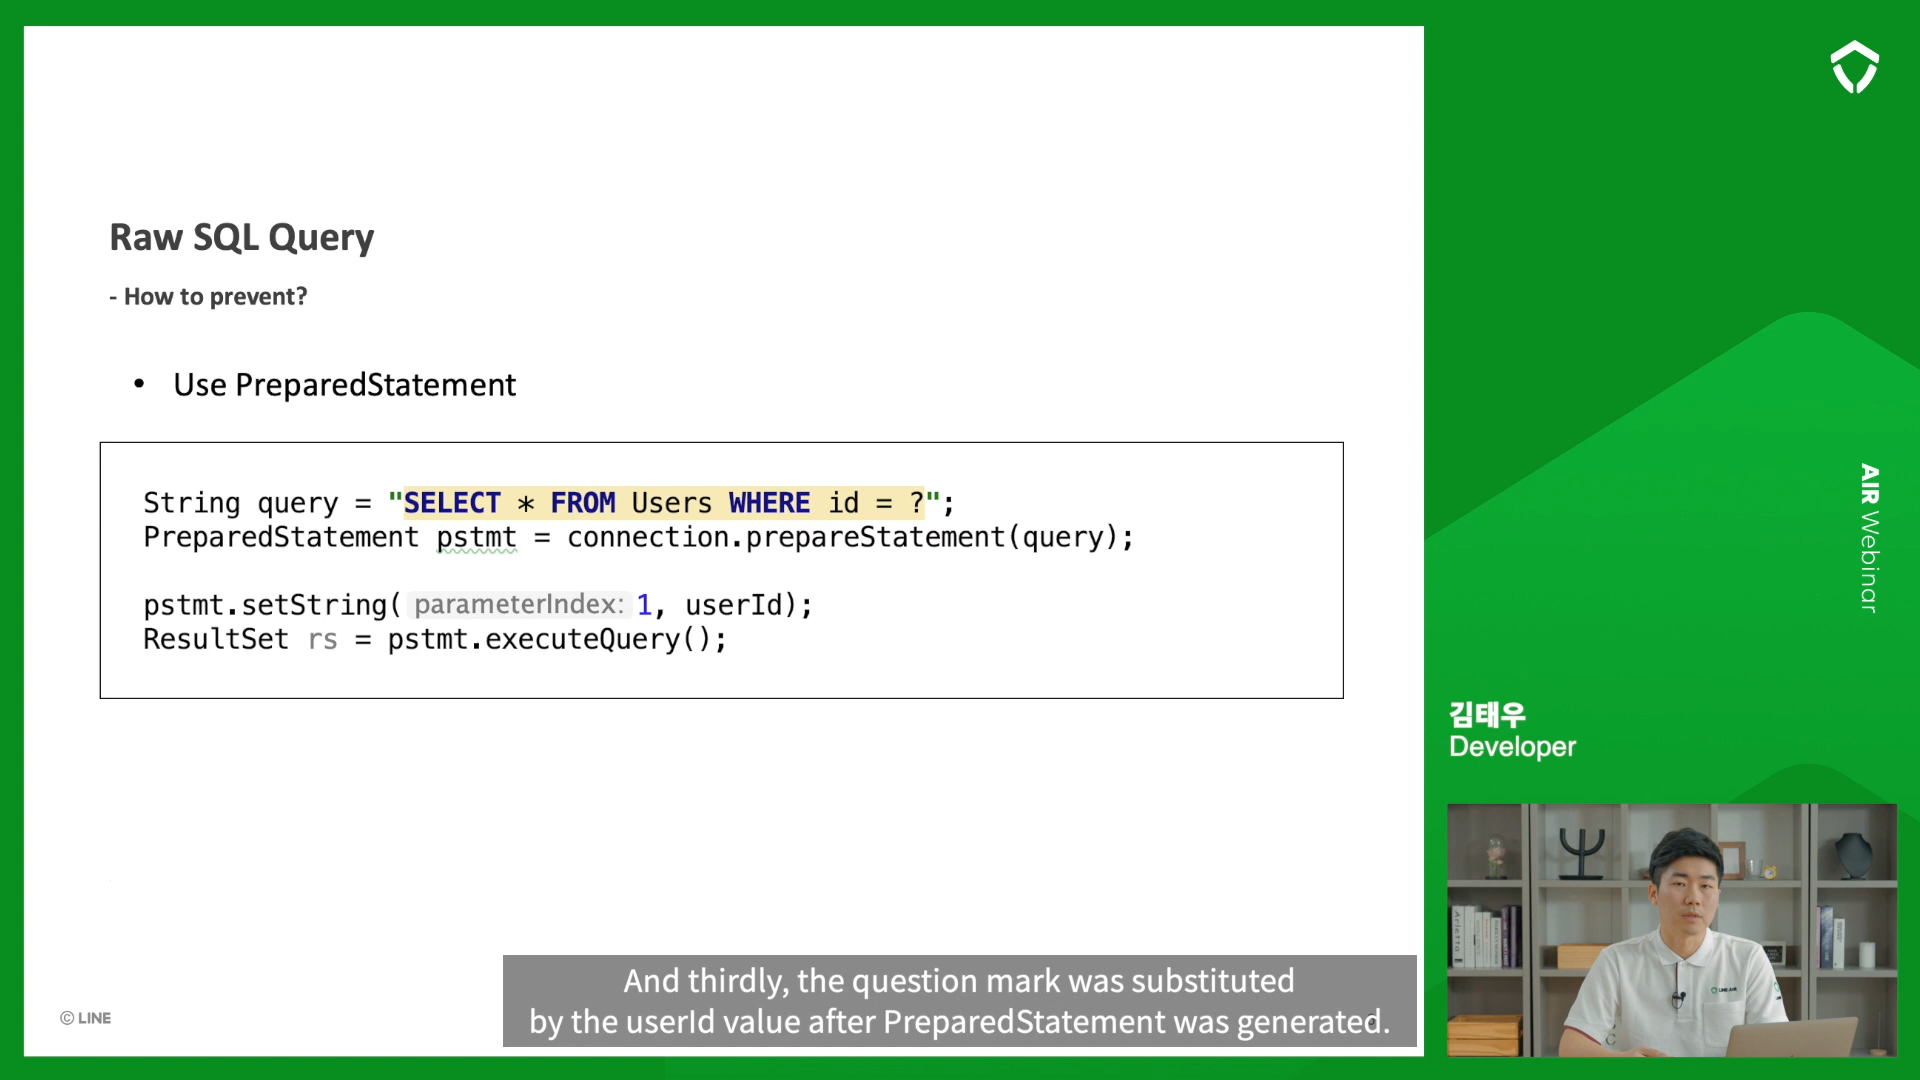 Raw SQL Query
- How to prevent?
• Use PreparedStatement
String query = "SELECT * FROM Users WHERE id = ?";
PreparedStatement pstmt = connection.prepareStatement(query);
pstmt.setString( parameterIndex: 1, userId);
ResultSet rs = pstmt.executeQuery();
And thirdly, the question mark was substituted
by the userId value after PreparedStatement was generated.
© LINE
AIR Webinar
김태우
Developer